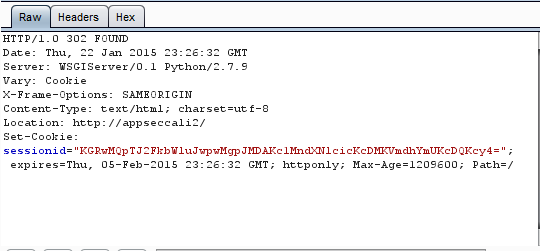 Raw Headers Hex
HTTP/1.0 302 FOUND
Date: Thu, 22 Jan 2015 23:26:32 GMT
Server: WSGIServer/0.1 Python/2.7.9
Vary: Cookie
X-Frame-Options: SAMEORIGIN
Content-Type: text/html; charset=utf-8
Location: http://appseccali2/
Set-Cookie:
sessionid="KGRwMQpTJ2FkbWluJwpwMgpJMDAKc1MndXNlcicKcDMKVmdhYmUKcDQKcy4=";
expires=Thu, 05-Feb-2015 23:26:32 GMT; httponly; Max-Age=1209600; Path=/